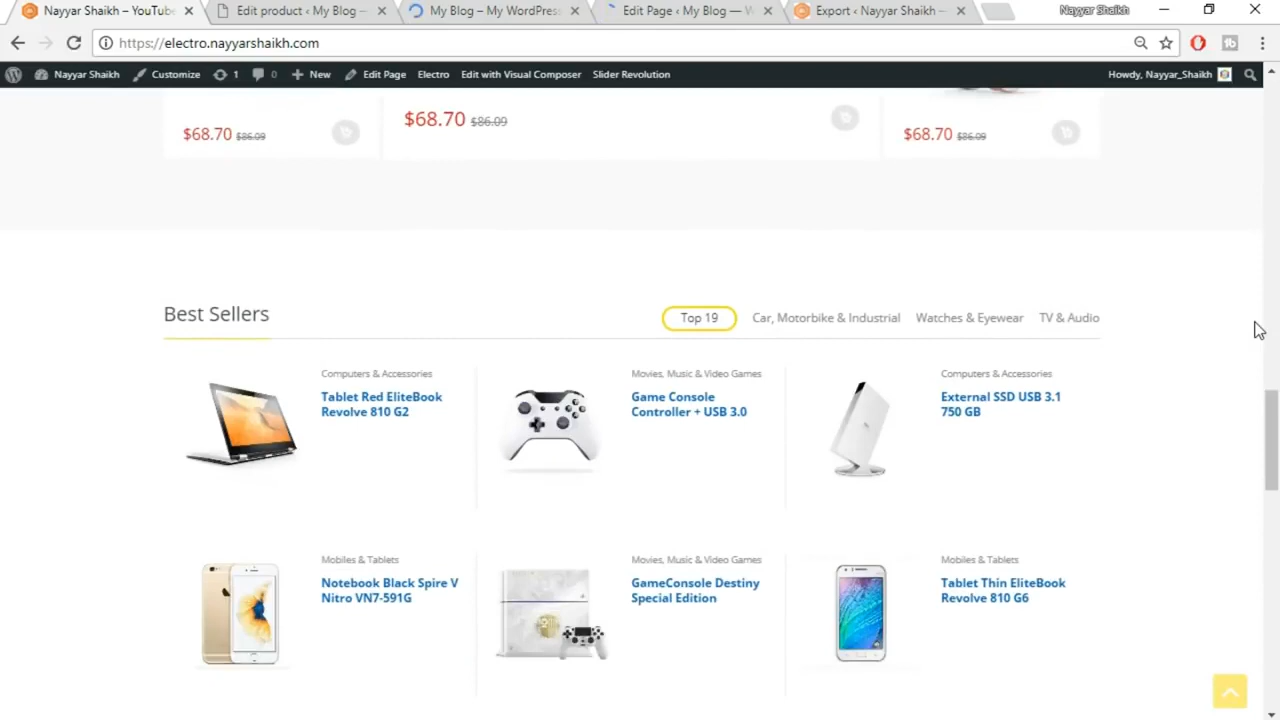 Nayyar Shaikh – YouTube
Edit product ‹ My Blog –
My Blog – My WordPress
Edit Page ‹ My Blog — W
Export ‹ Nayyar Shaikh —
Nayyar Shaikh
https://electro.nayyarshaikh.com
Nayyar Shaikh
Customize
1
0
New
Edit Page
Electro
Edit with Visual Composer
Slider Revolution
Howdy, Nayyar_Shaikh
$68.70 $86.09
$68.70 $86.09
$68.70 $86.09
Best Sellers
Top 19
Car, Motorbike & Industrial
Watches & Eyewear
TV & Audio
Computers & Accessories
Tablet Red EliteBook
Revolve 810 G2
Movies, Music & Video Games
Game Console
Controller + USB 3.0
Computers & Accessories
External SSD USB 3.1
750 GB
Mobiles & Tablets
Notebook Black Spire V
Nitro VN7-591G
Movies, Music & Video Games
GameConsole Destiny
Special Edition
Mobiles & Tablets
Tablet Thin EliteBook
Revolve 810 G6